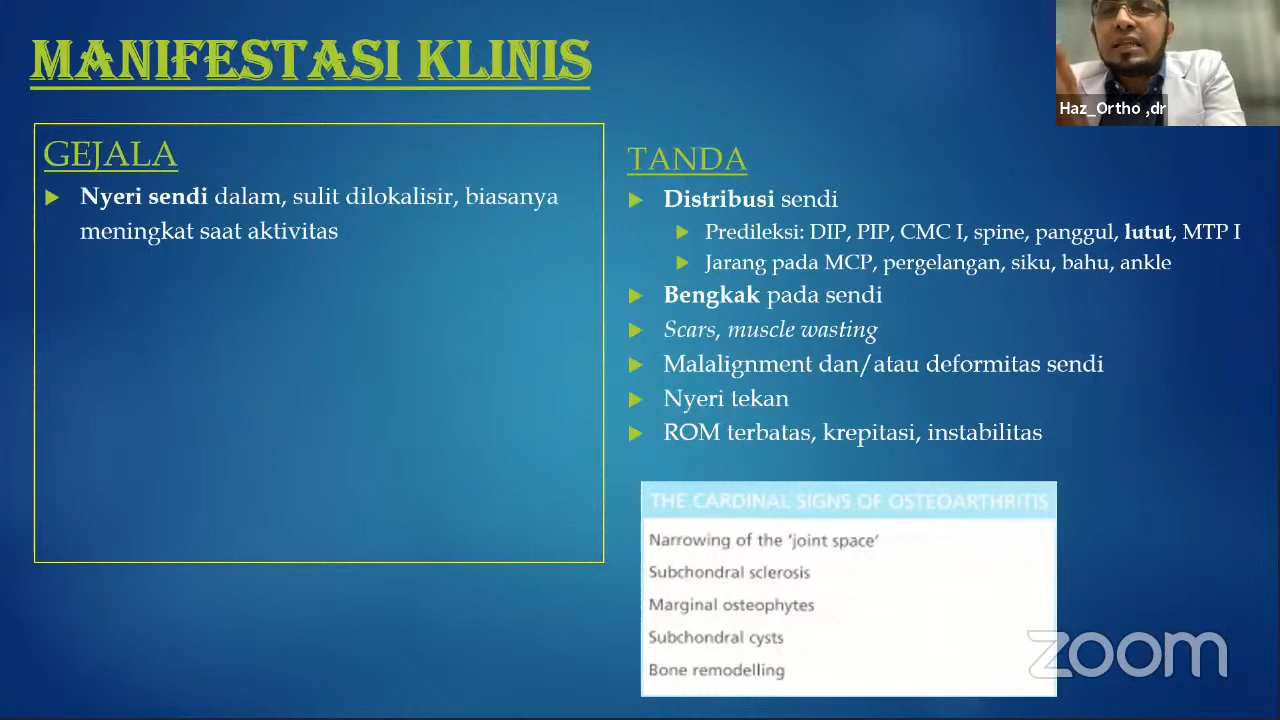 MANIFESTASI KLINIS
Haz_Ortho ,dr
GEJALA
Nyeri sendi dalam, sulit dilokalisir, biasanya
meningkat saat aktivitas
TANDA
Distribusi sendi
Predileksi: DIP, PIP, CMC I, spine, panggul, lutut, MTP I
Jarang pada MCP, pergelangan, siku, bahu, ankle
Bengkak pada sendi
Scars, muscle wasting
Malalignment dan/atau deformitas sendi
Nyeri tekan
ROM terbatas, krepitasi, instabilitas
THE CARDINAL SIGNS OF OSTEOARTHRITIS
Narrowing of the 'joint space'
Subchondral sclerosis
Marginal osteophytes
Subchondral cysts
Bone remodelling
zoom